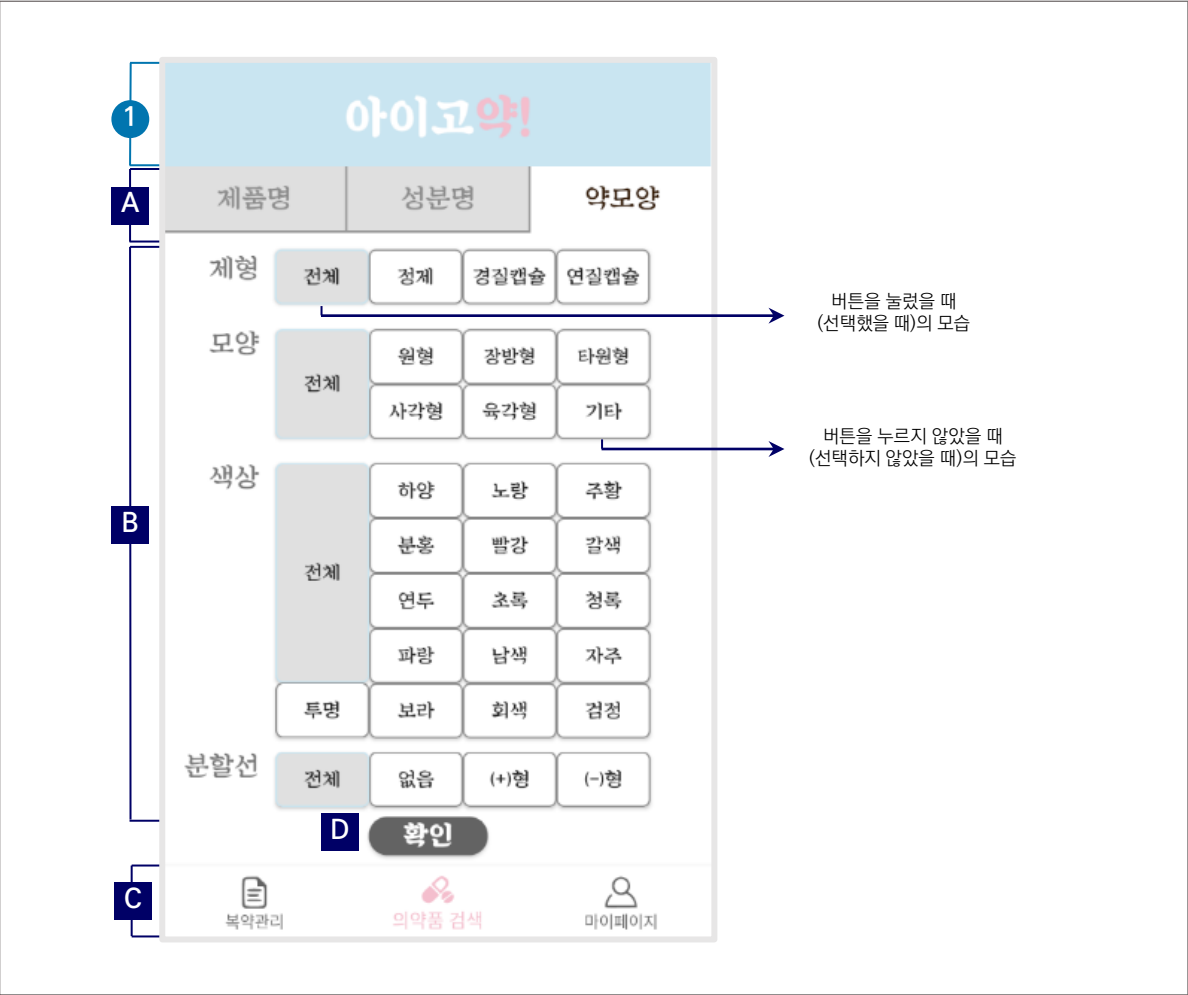 1
아이고약!
A
제품명 성분명 약모양
B
제형 전체 정제 경질캡슐 연질캡슐
버튼을 눌렀을 때
(선택했을 때)의 모습
모양 전체 원형 장방형 타원형
사각형 육각형 기타
버튼을 누르지 않았을 때
(선택하지 않았을 때)의 모습
색상 전체 하양 노랑 주황
분홍 빨강 갈색
연두 초록 청록
파랑 남색 자주
투명 보라 회색 검정
분할선 전체 없음 (+)형 (-)형
D 확인
C
복약관리 의약품 검색 마이페이지